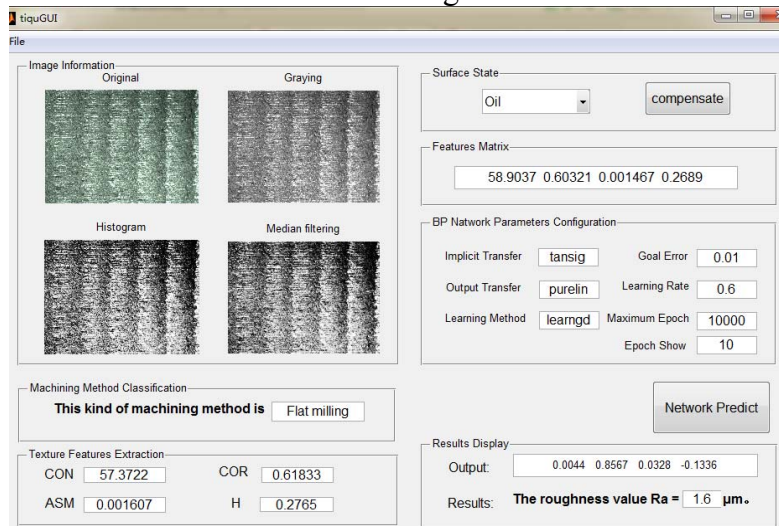 tiquGUI
File
Image Information
Original
Graying
Histogram
Median filtering
Machining Method Classification
This kind of machining method is Flat milling
Texture Features Extraction
CON 57.3722 COR 0.61833
ASM 0.001607 H 0.2765
Surface State
Oil compensate
Features Matrix
58.9037 0.60321 0.001467 0.2689
BP Network Parameters Configuration
Implicit Transfer tansig Goal Error 0.01
Output Transfer purelin Learning Rate 0.6
Learning Method learngd Maximum Epoch 10000
Epoch Show 10
Network Predict
Results Display
Output: 0.0044 0.8567 0.0328 -0.1336
Results: The roughness value Ra = 1.6 μm。